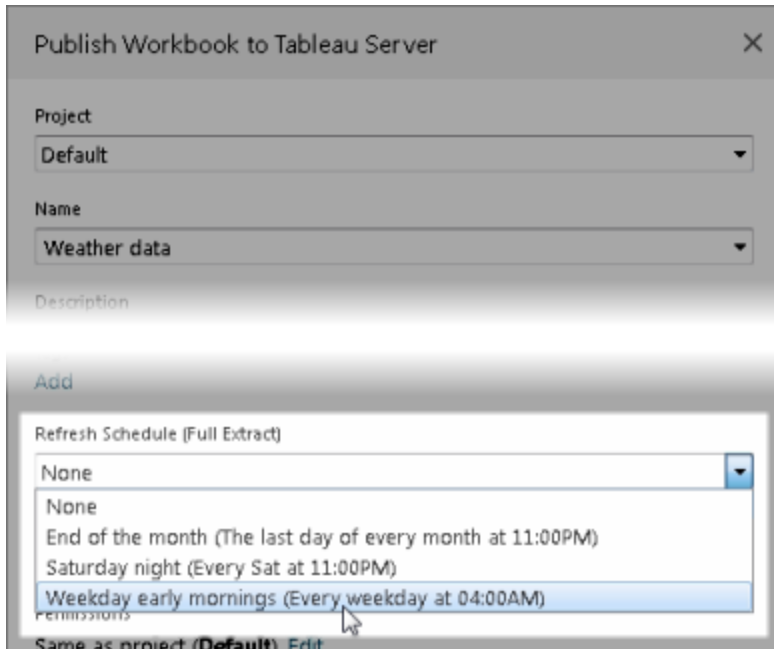 Publish Workbook to Tableau Server
Project
Default
Name
Weather data
Description
Add
Refresh Schedule (Full Extract)
None
None
End of the month (The last day of every month at 11:00PM)
Saturday night (Every Sat at 11:00PM)
Weekday early mornings (Every weekday at 04:00AM)
Permissions
Same as project (Default) Edit